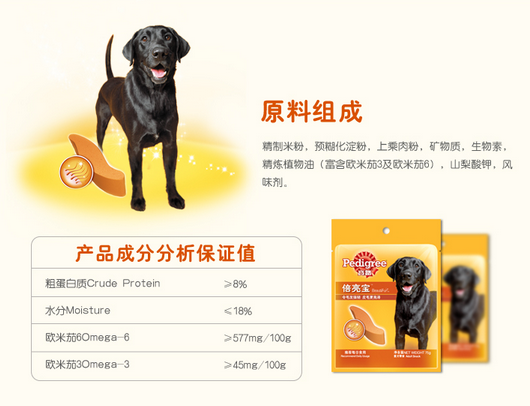 原料组成
精制米粉，预糊化淀粉，上乘肉粉，矿物质，生物素，
精炼植物油（富含欧米茄3及欧米茄6），山梨酸钾，风
味剂。
产品成分分析保证值
粗蛋白质Crude Protein ≥8%
水分Moisture ≤18%
欧米茄6Omega-6 ≥577mg/100g
欧米茄3Omega-3 ≥45mg/100g
Pedigree
宝路
倍亮宝